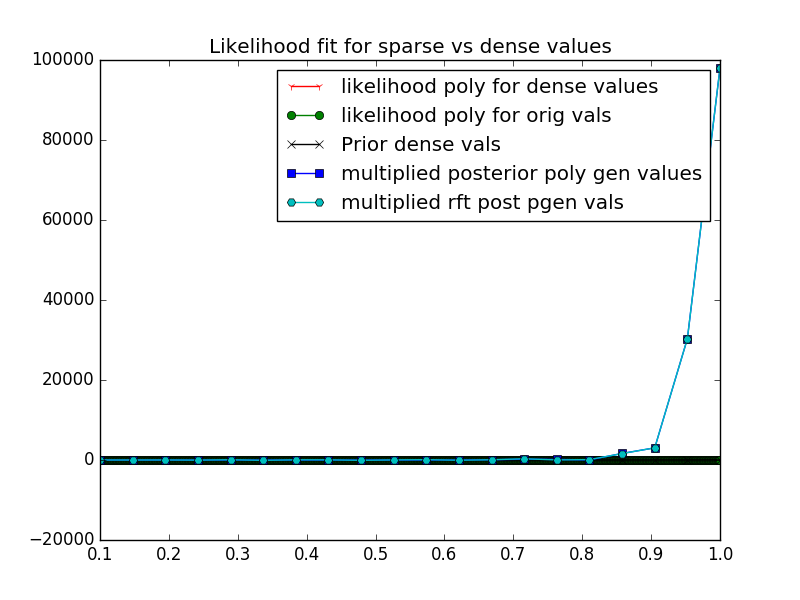 Likelihood fit for sparse vs dense values
100000
80000
60000
40000
20000
0
−20000
likelihood poly for dense values
likelihood poly for orig vals
Prior dense vals
multiplied posterior poly gen values
multiplied rft post pgen vals
0.1 0.2 0.3 0.4 0.5 0.6 0.7 0.8 0.9 1.0